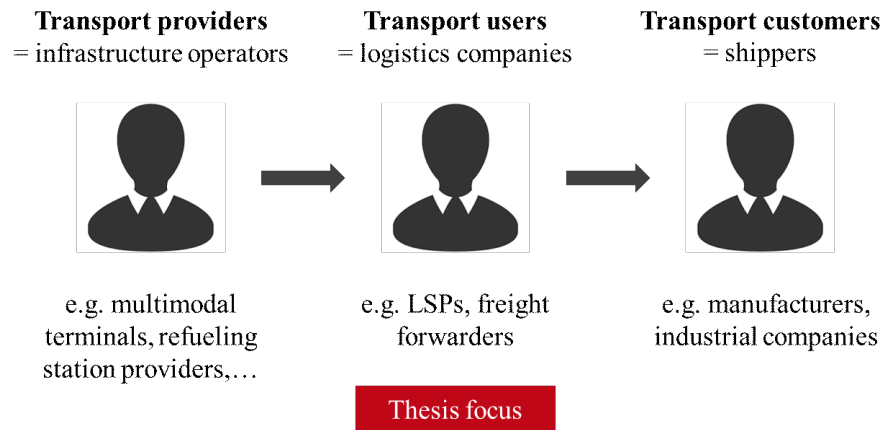 Transport providers
= infrastructure operators
Transport users
= logistics companies
Transport customers
= shippers
e.g. multimodal
terminals, refueling
station providers,…
e.g. LSPs, freight
forwarders
e.g. manufacturers,
industrial companies
Thesis focus